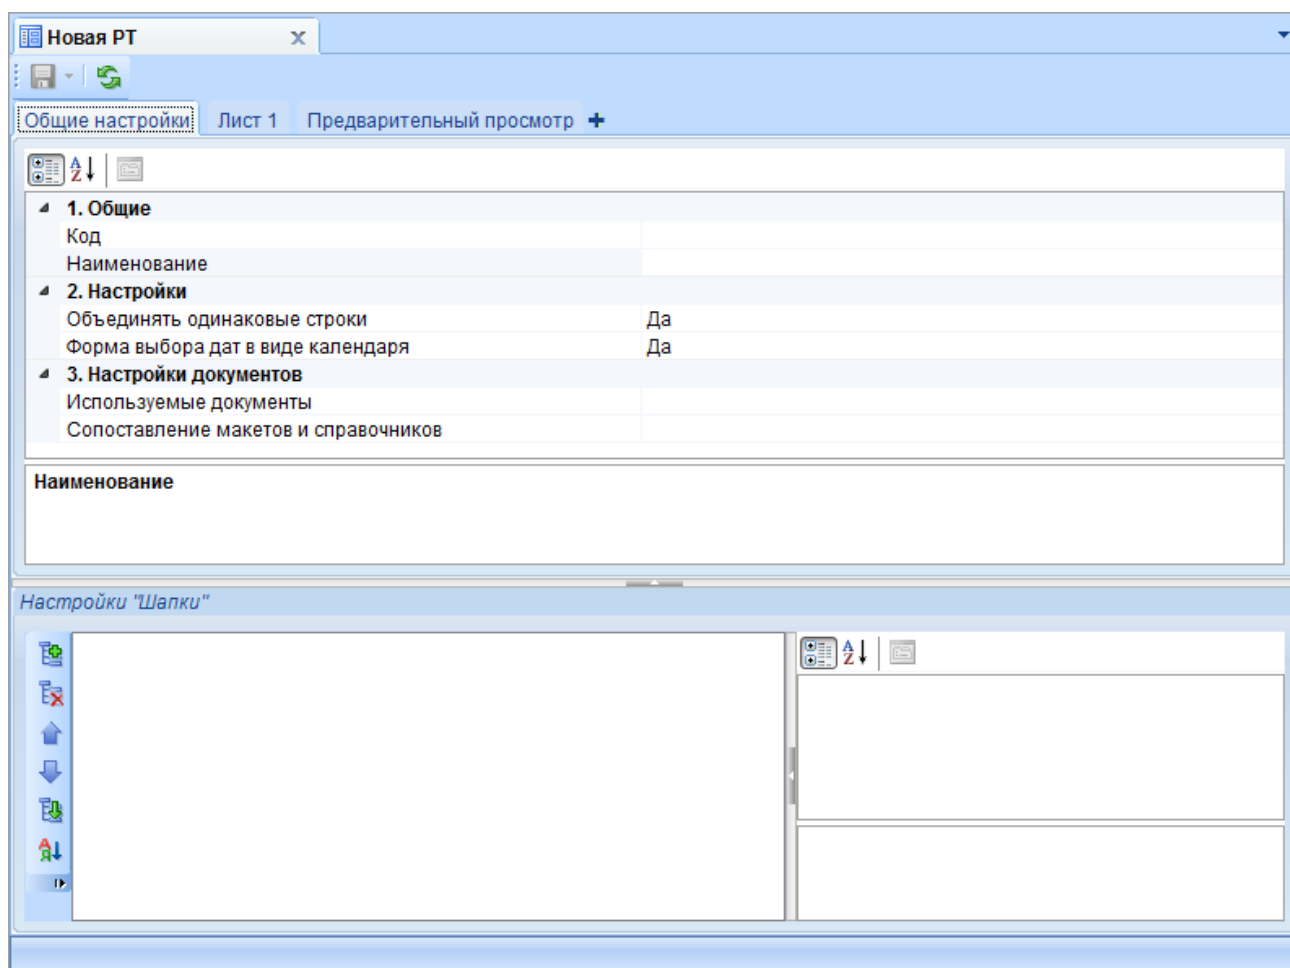 Новая РТ
Общие настройки Лист 1 Предварительный просмотр
1. Общие
Код
Наименование
2. Настройки
Объединять одинаковые строки Да
Форма выбора дат в виде календаря Да
3. Настройки документов
Используемые документы
Сопоставление макетов и справочников
Наименование
Настройки "Шапки"